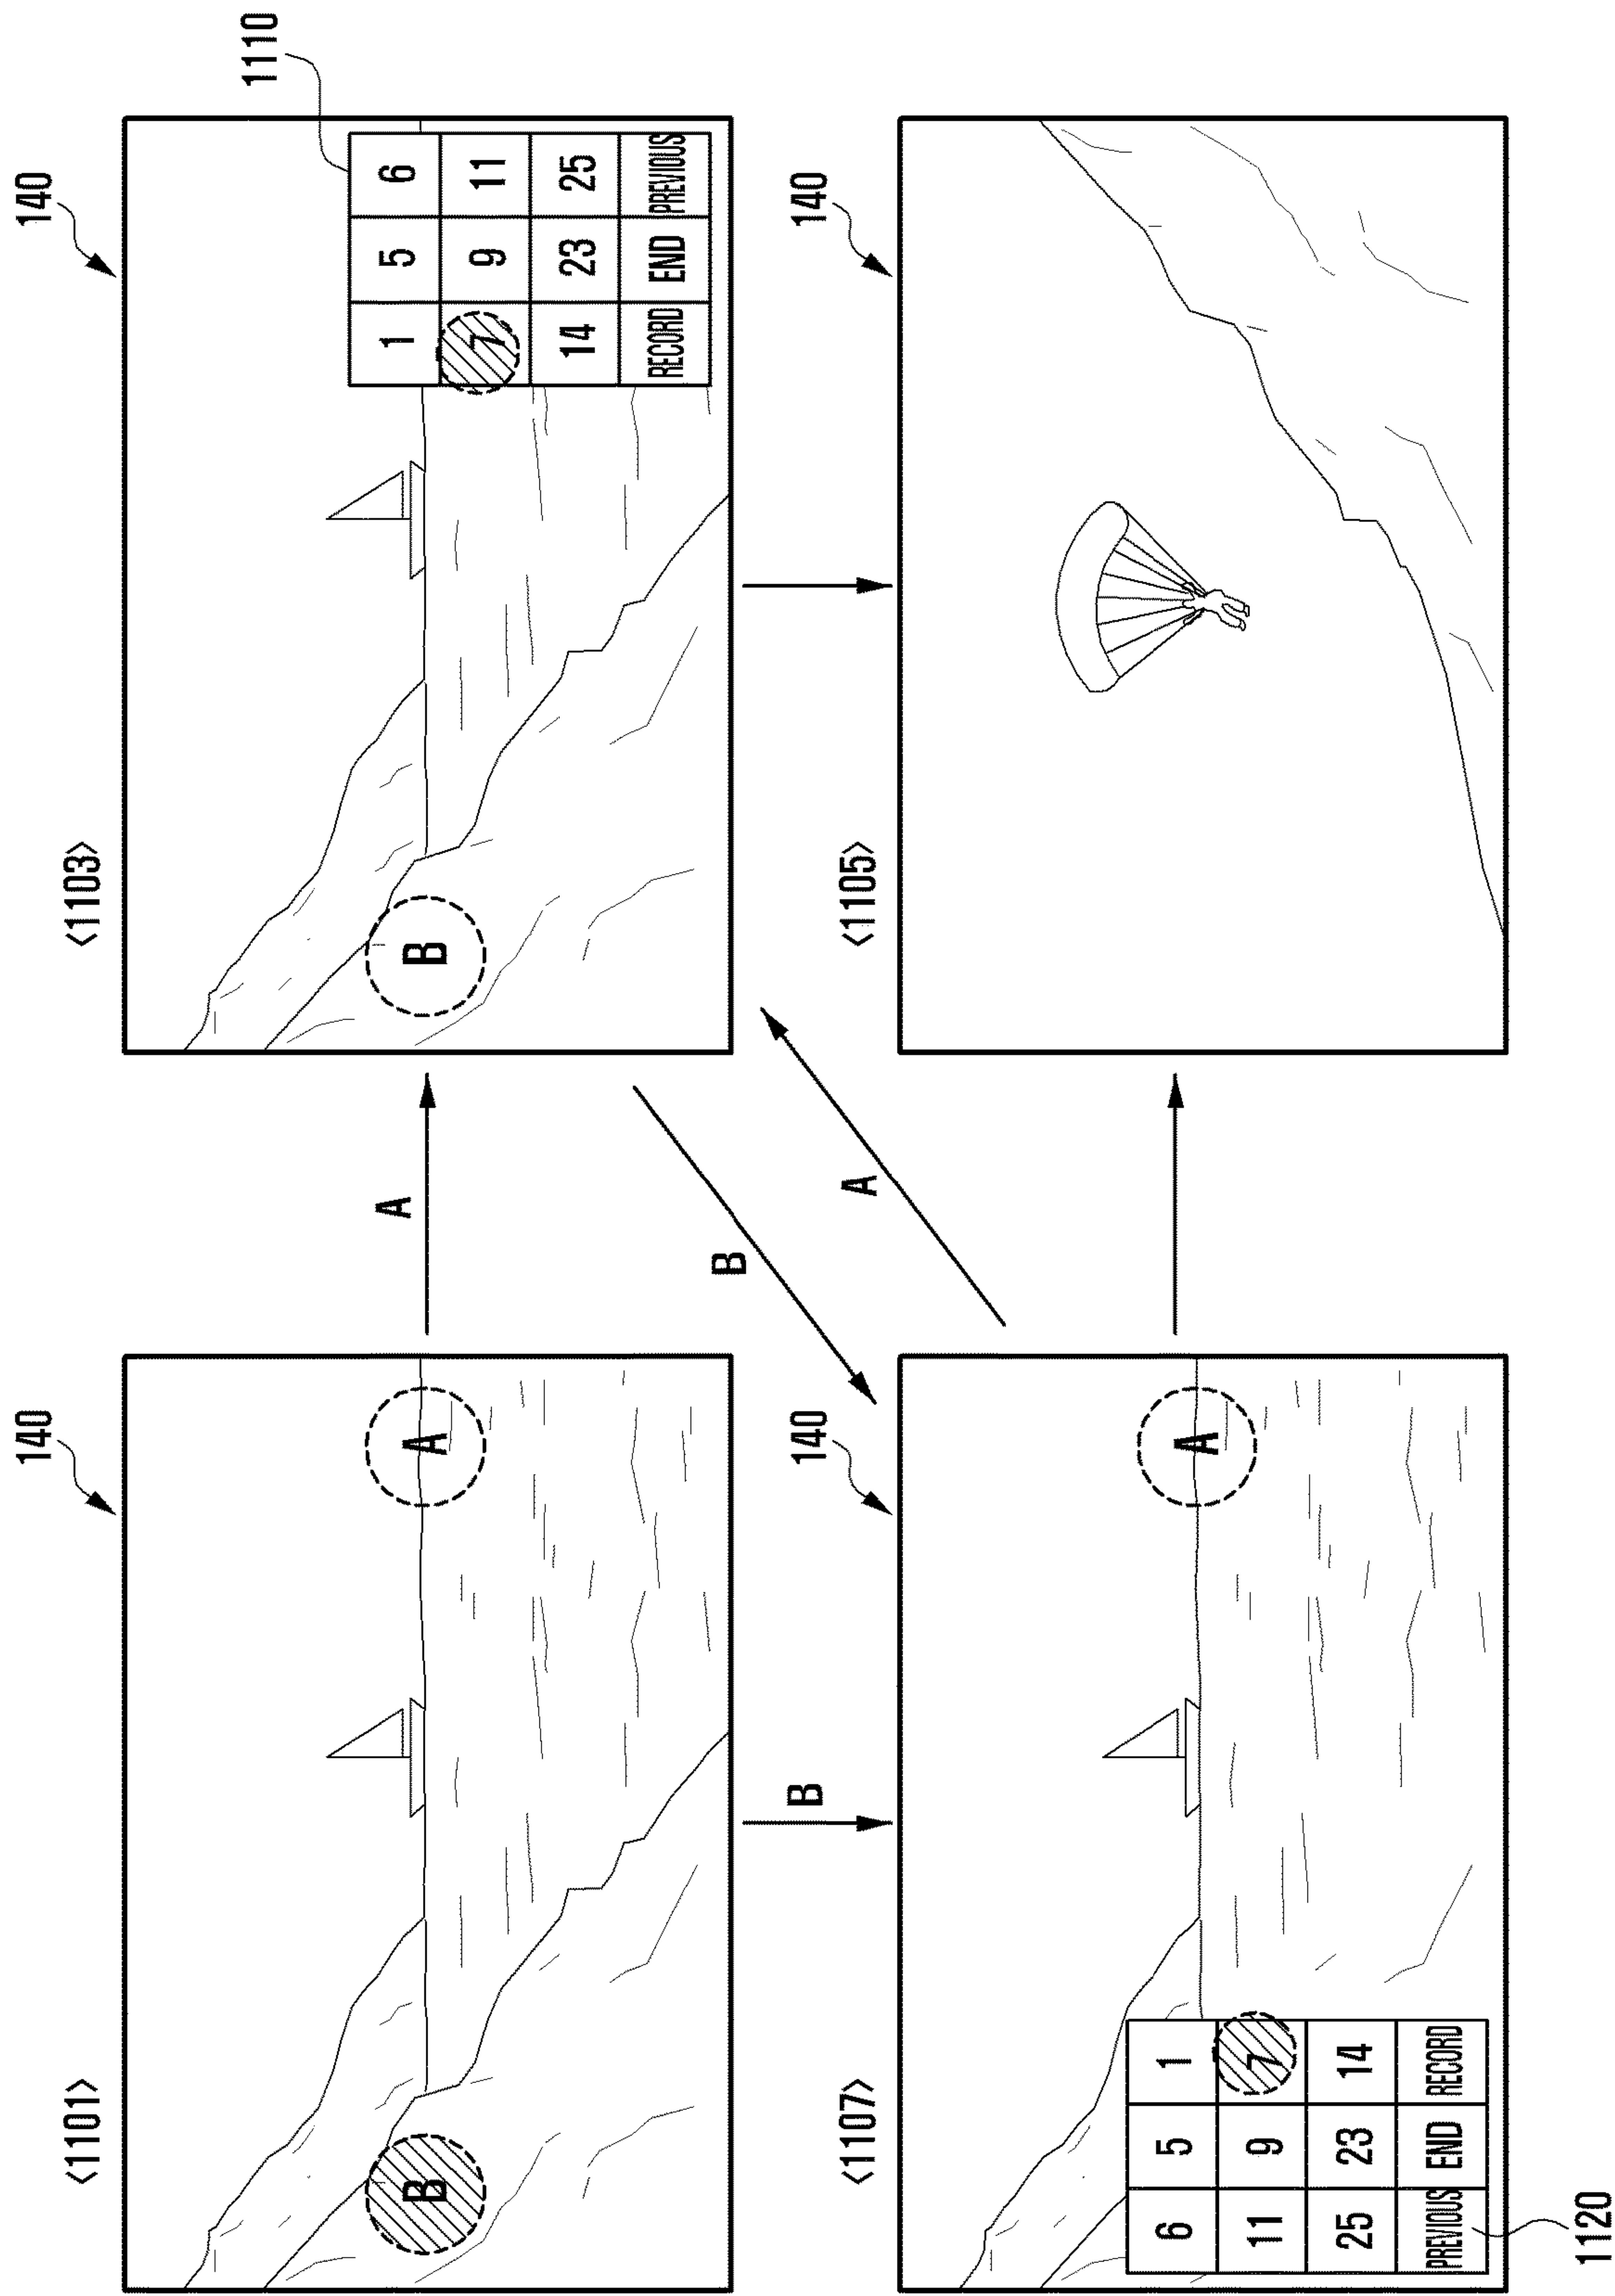 <1101>
140
B
A
A
<1103>
140
1110
B
1 5 6
7 9 11
14 23 25
RECORD END PREVIOUS
B
B
A
<1107>
140
A
6 5 1
11 9 7
25 23 14
PREVIOUS END RECORD
1120
<1105>
140